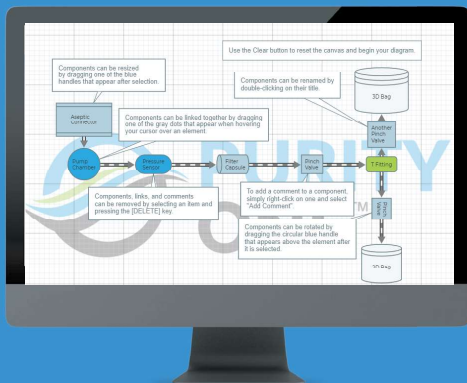 Use the Clear button to reset the canvas and begin your diagram.
Components can be resized
by dragging one of the blue
handles that appear after selection.
Components can be renamed by
double-clicking on their title.
3D Bag
Aseptic
Connector
Components can be linked together by dragging
one of the gray dots that appear when hovering
your cursor over an element.
Another
Pinch
Valve
Pump
Chamber
Pressure
Sensor
Filter
Capsule
Pinch
Valve
T Fitting
PURITY
TM
Components, links, and comments
can be removed by selecting an item and
pressing the [DELETE] key.
To add a comment to a component,
simply right-click on one and select
"Add Comment"
Pinch
Valve
Components can be rotated by
dragging the circular blue handle
that appears above the element after
it is selected.
3D Bag